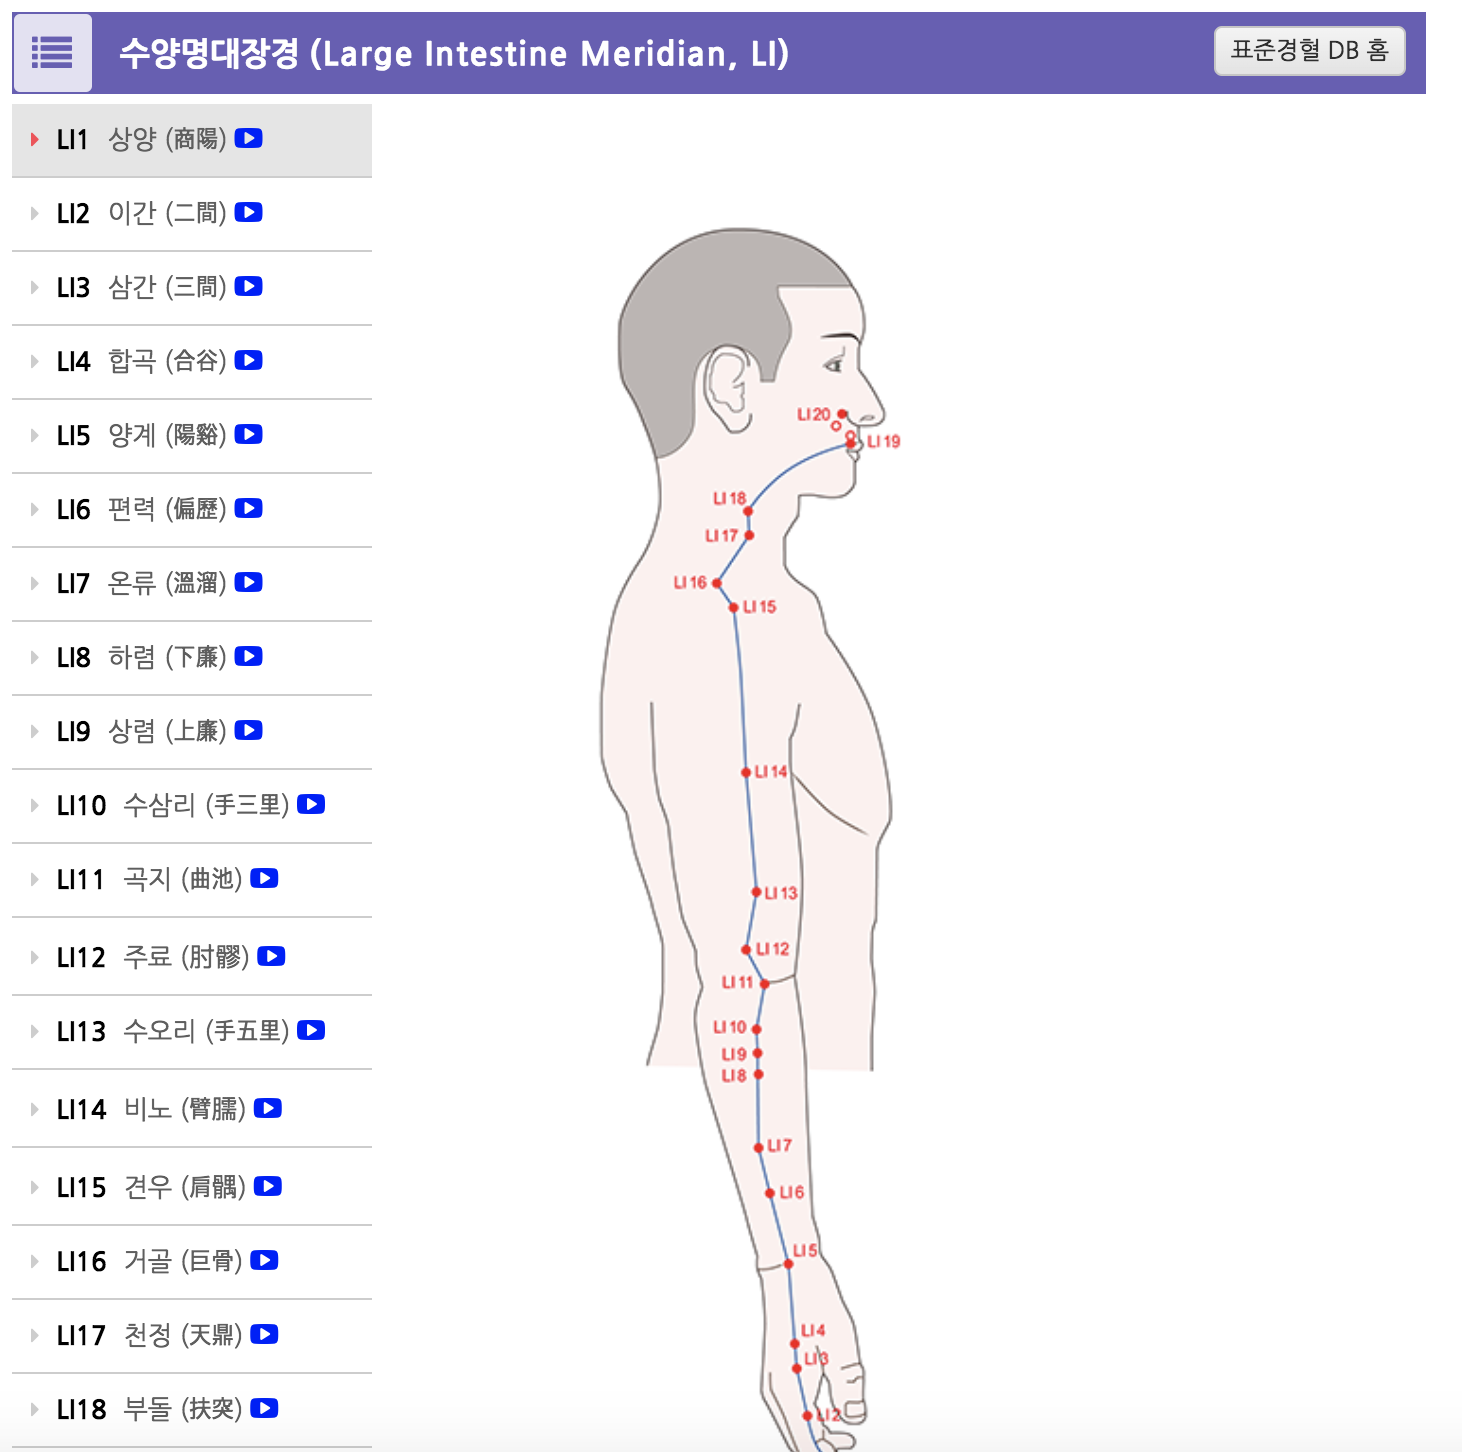 수양명대장경 (Large Intestine Meridian, LI)
표준경혈 DB 홈
LI1 상양 (商陽)
LI2 이간 (二間)
LI3 삼간 (三間)
LI4 합곡 (合谷)
LI5 양계 (陽谿)
LI6 편력 (偏歷)
LI7 온류 (溫溜)
LI8 하렴 (下廉)
LI9 상렴 (上廉)
LI10 수삼리 (手三里)
LI11 곡지 (曲池)
LI12 주료 (肘髎)
LI13 수오리 (手五里)
LI14 비노 (臂臑)
LI15 견우 (肩髃)
LI16 거골 (巨骨)
LI17 천정 (天鼎)
LI18 부돌 (扶突)
LI20
LI19
LI18
LI17
LI16
LI15
LI14
LI13
LI12
LI11
LI10
LI9
LI8
LI7
LI6
LI5
LI4
LI3
LI2